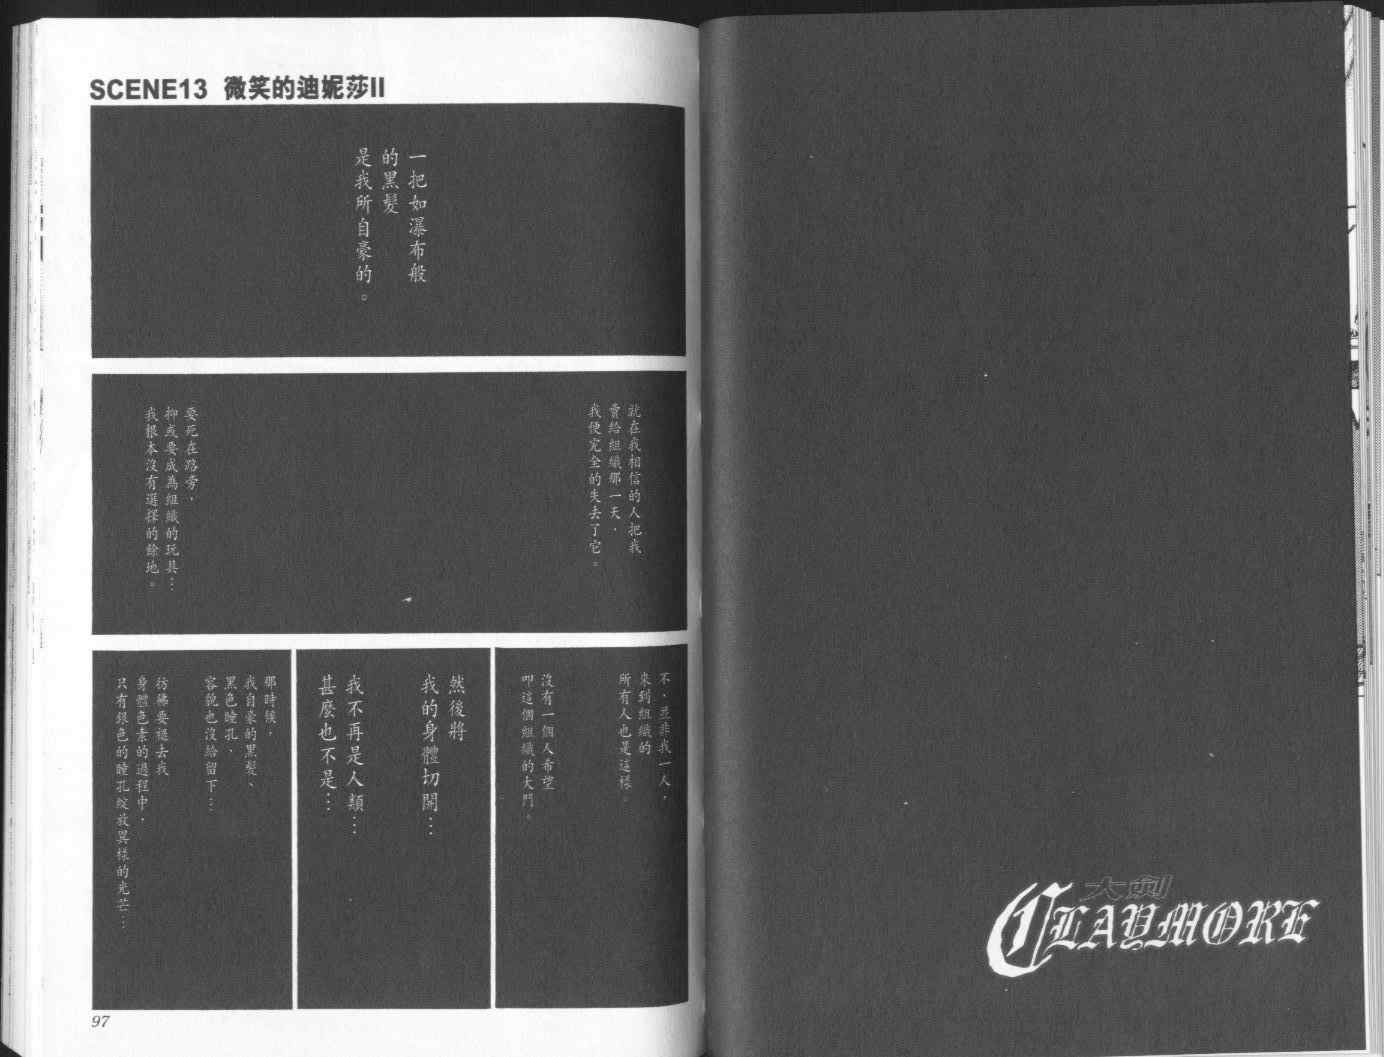 大劍
CLAYMORE
SCENE13 微笑的迪妮莎II
一把如瀑布般
的黑髮
是我所自豪的。
就在我相信的人把我
賣給組織那一天，
我便完全的失去了它。
要死在路旁，
抑或要成為組織的玩具…
我根本沒有選擇的餘地。
不，並非我一人，
來到組織的
所有人也是這樣。
沒有一個人希望
叩這個組織的大門。
然後將
我的身體切開…
我不再是人類…
甚麼也不是…
那時候，
我自豪的黑髮、
黑色瞳孔，
容貌也沒給留下…
彷彿要褪去我
身體色素的過程中，
只有銀色的瞳孔綻放異樣的光芒…
97